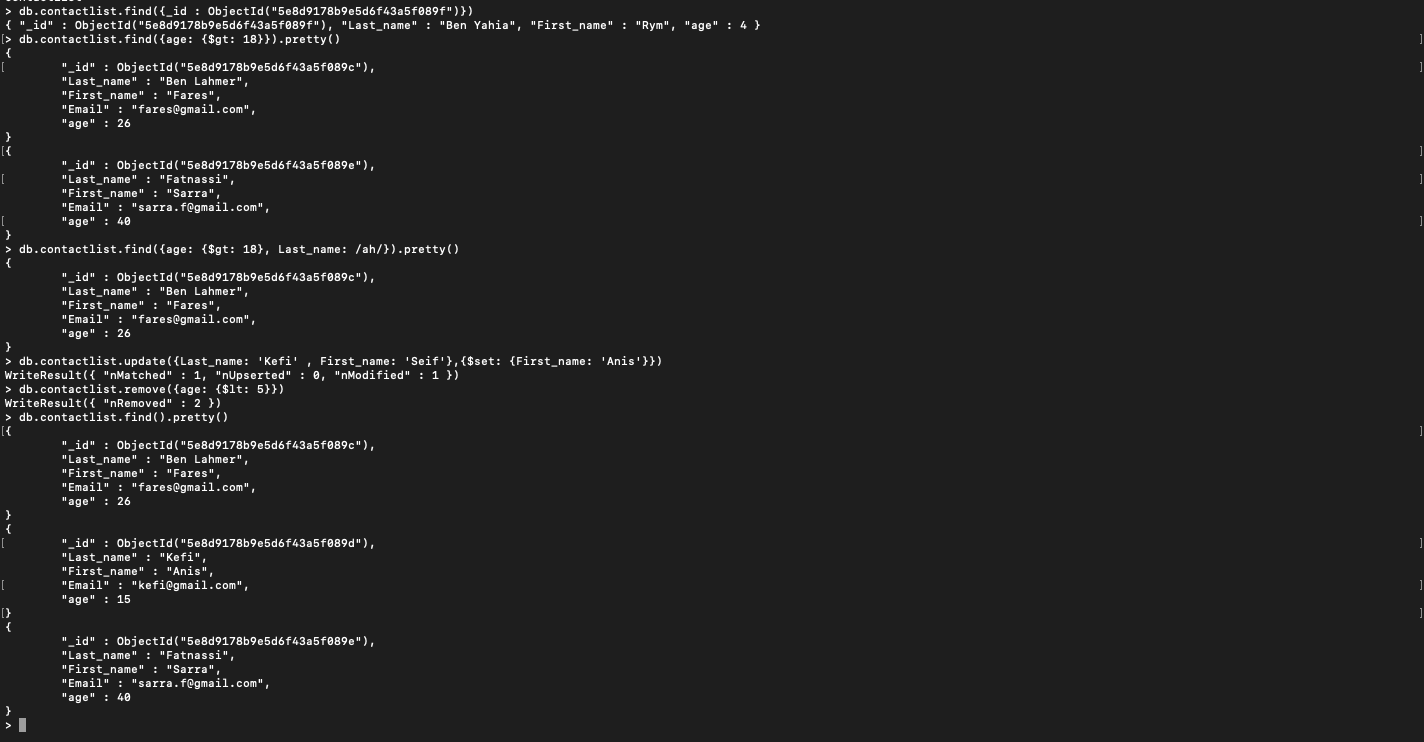 > db.contactlist.find({_id : ObjectId("5e8d9178b9e5d6f43a5f089f")})
{ "_id" : ObjectId("5e8d9178b9e5d6f43a5f089f"), "Last_name" : "Ben Yahia", "First_name" : "Rym", "age" : 4 }
[> db.contactlist.find({age: {$gt: 18}}).pretty() ]
{
[ "_id" : ObjectId("5e8d9178b9e5d6f43a5f089c"), ]
"Last_name" : "Ben Lahmer",
"First_name" : "Fares",
"Email" : "fares@gmail.com",
"age" : 26
}
[{ ]
"_id" : ObjectId("5e8d9178b9e5d6f43a5f089e"),
[ "Last_name" : "Fatnassi", ]
"First_name" : "Sarra",
"Email" : "sarra.f@gmail.com",
[ "age" : 40 ]
}
> db.contactlist.find({age: {$gt: 18}, Last_name: /ah/}).pretty()
{
"_id" : ObjectId("5e8d9178b9e5d6f43a5f089c"),
"Last_name" : "Ben Lahmer",
"First_name" : "Fares",
"Email" : "fares@gmail.com",
"age" : 26
}
> db.contactlist.update({Last_name: 'Kefi' , First_name: 'Seif'},{$set: {First_name: 'Anis'}})
WriteResult({ "nMatched" : 1, "nUpserted" : 0, "nModified" : 1 })
> db.contactlist.remove({age: {$lt: 5}})
WriteResult({ "nRemoved" : 2 })
> db.contactlist.find().pretty()
[{ ]
"_id" : ObjectId("5e8d9178b9e5d6f43a5f089c"),
"Last_name" : "Ben Lahmer",
"First_name" : "Fares",
"Email" : "fares@gmail.com",
"age" : 26
}
{
[ "_id" : ObjectId("5e8d9178b9e5d6f43a5f089d"), ]
"Last_name" : "Kefi",
"First_name" : "Anis",
[ "Email" : "kefi@gmail.com", ]
"age" : 15
[} ]
{
"_id" : ObjectId("5e8d9178b9e5d6f43a5f089e"),
"Last_name" : "Fatnassi",
"First_name" : "Sarra",
"Email" : "sarra.f@gmail.com",
"age" : 40
}
>